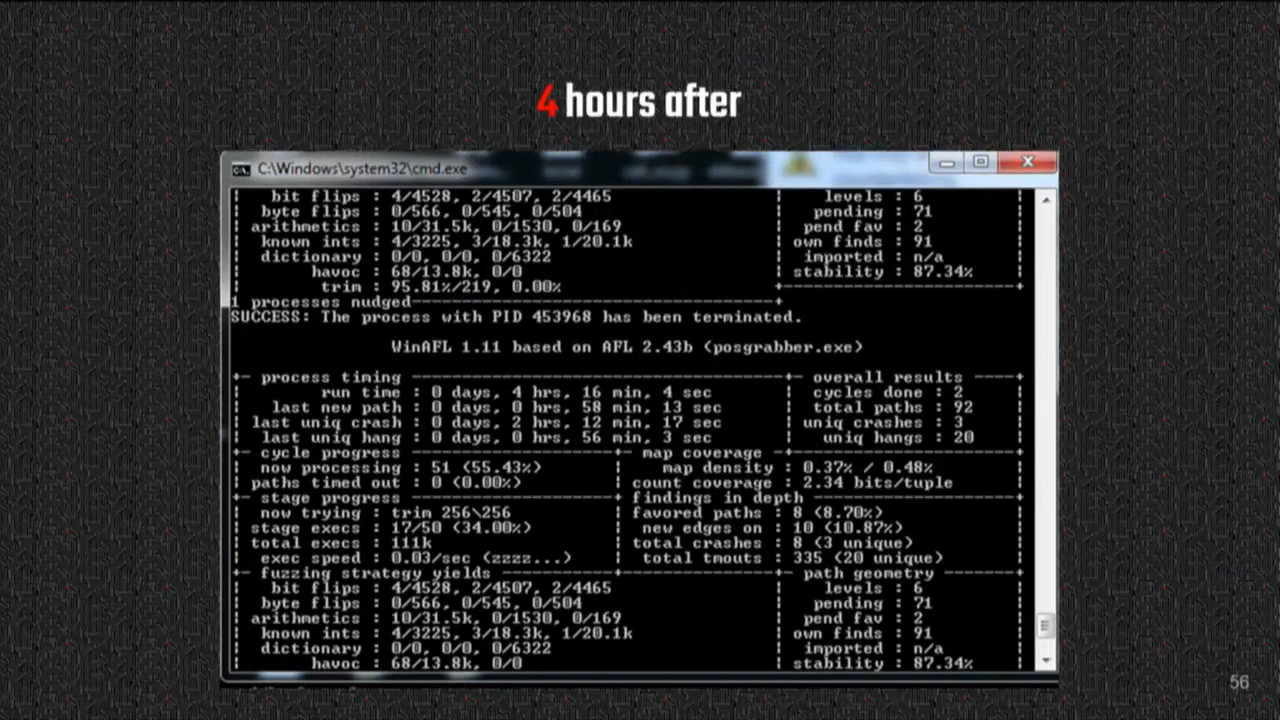 4 hours after
C:\Windows\system32\cmd.exe
bit flips : 4/4528, 2/4507, 2/4465 | levels : 6
byte flips : 0/566, 0/545, 0/504 | pending : 71
arithmetics : 10/31.5k, 0/1530, 0/169 | pend fav : 2
known ints : 4/3225, 3/18.3k, 1/20.1k | own finds : 91
dictionary : 0/0, 0/0, 0/6322 | imported : n/a
havoc : 68/13.8k, 0/0 | stability : 87.34%
trim : 95.81%/219, 0.00%
1 processes nudged
SUCCESS: The process with PID 453968 has been terminated.
WinAFL 1.11 based on AFL 2.43b (posgrabber.exe)
process timing overall results
run time : 0 days, 4 hrs, 16 min, 4 sec | cycles done : 2
last new path : 0 days, 0 hrs, 58 min, 13 sec | total paths : 92
last uniq crash : 0 days, 2 hrs, 12 min, 17 sec | uniq crashes : 3
last uniq hang : 0 days, 0 hrs, 56 min, 3 sec | uniq hangs : 20
cycle progress map coverage
now processing : 51 (55.43%) | map density : 0.37% / 0.48%
paths timed out : 0 (0.00%) | count coverage : 2.34 bits/tuple
stage progress findings in depth
now trying : trim 256\256 | favored paths : 8 (8.70%)
stage execs : 17/50 (34.00%) | new edges on : 10 (10.87%)
total execs : 111k | total crashes : 8 (3 unique)
exec speed : 0.03/sec (zzzz...) | total tmouts : 335 (20 unique)
fuzzing strategy yields path geometry
bit flips : 4/4528, 2/4507, 2/4465 | levels : 6
byte flips : 0/566, 0/545, 0/504 | pending : 71
arithmetics : 10/31.5k, 0/1530, 0/169 | pend fav : 2
known ints : 4/3225, 3/18.3k, 1/20.1k | own finds : 91
dictionary : 0/0, 0/0, 0/6322 | imported : n/a
havoc : 68/13.8k, 0/0 | stability : 87.34%
56